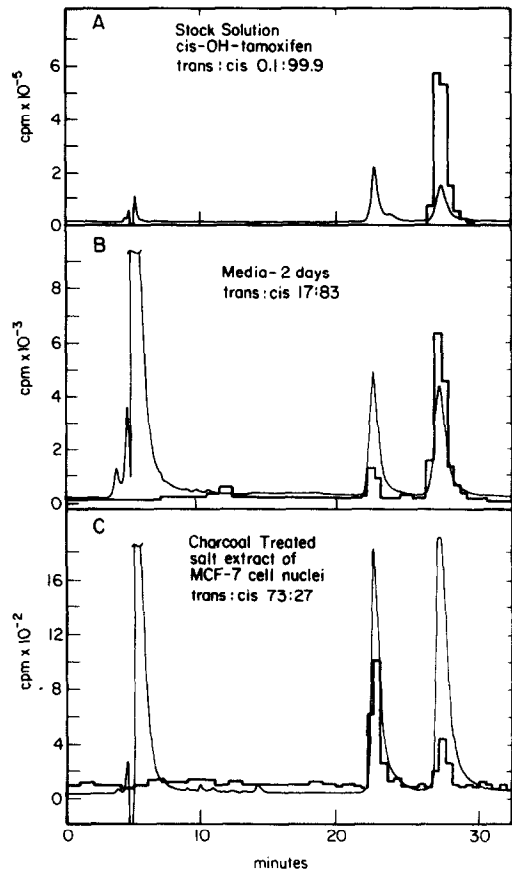 A
Stock Solution
cis-OH-tamoxifen
trans:cis 0.1:99.9
cpm x 10⁻⁵
6
4
2
0
B
Media-2 days
trans:cis 17:83
cpm x 10⁻³
8
6
4
2
0
C
Charcoal Treated
salt extract of
MCF-7 cell nuclei
trans:cis 73:27
cpm x 10⁻²
16
12
8
4
0
0 10 20 30
minutes